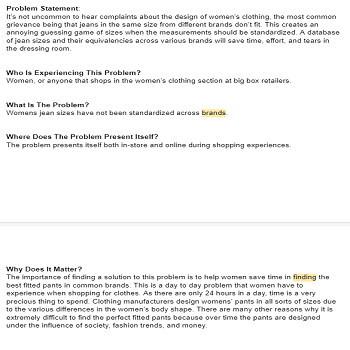 Problem Statement:
It's not uncommon to hear complaints about the design of women's clothing, the most common
grievance being that jeans in the same size from different brands don't fit. This creates an
annoying guessing game of sizes when the measurements should be standardized. A database
of jean sizes and their equivalencies across various brands will save time, effort, and tears in
the dressing room.
Who Is Experiencing This Problem?
Women, or anyone that shops in the women's clothing section at big box retailers.
What Is The Problem?
Womens jean sizes have not been standardized across brands.
Where Does The Problem Present Itself?
The problem presents itself both in-store and online during shopping experiences.
Why Does It Matter?
The importance of finding a solution to this problem is to help women save time in finding the
best fitted pants in common brands. This is a day to day problem that women have to
experience when shopping for clothes. As there are only 24 hours in a day, time is a very
precious thing to spend. Clothing manufacturers design womens' pants in all sorts of sizes due
to the various differences in the women's body shape. There are many other reasons why it is
extremely difficult to find the perfect fitted pants because over time the pants are designed
under the influence of society, fashion trends, and money.